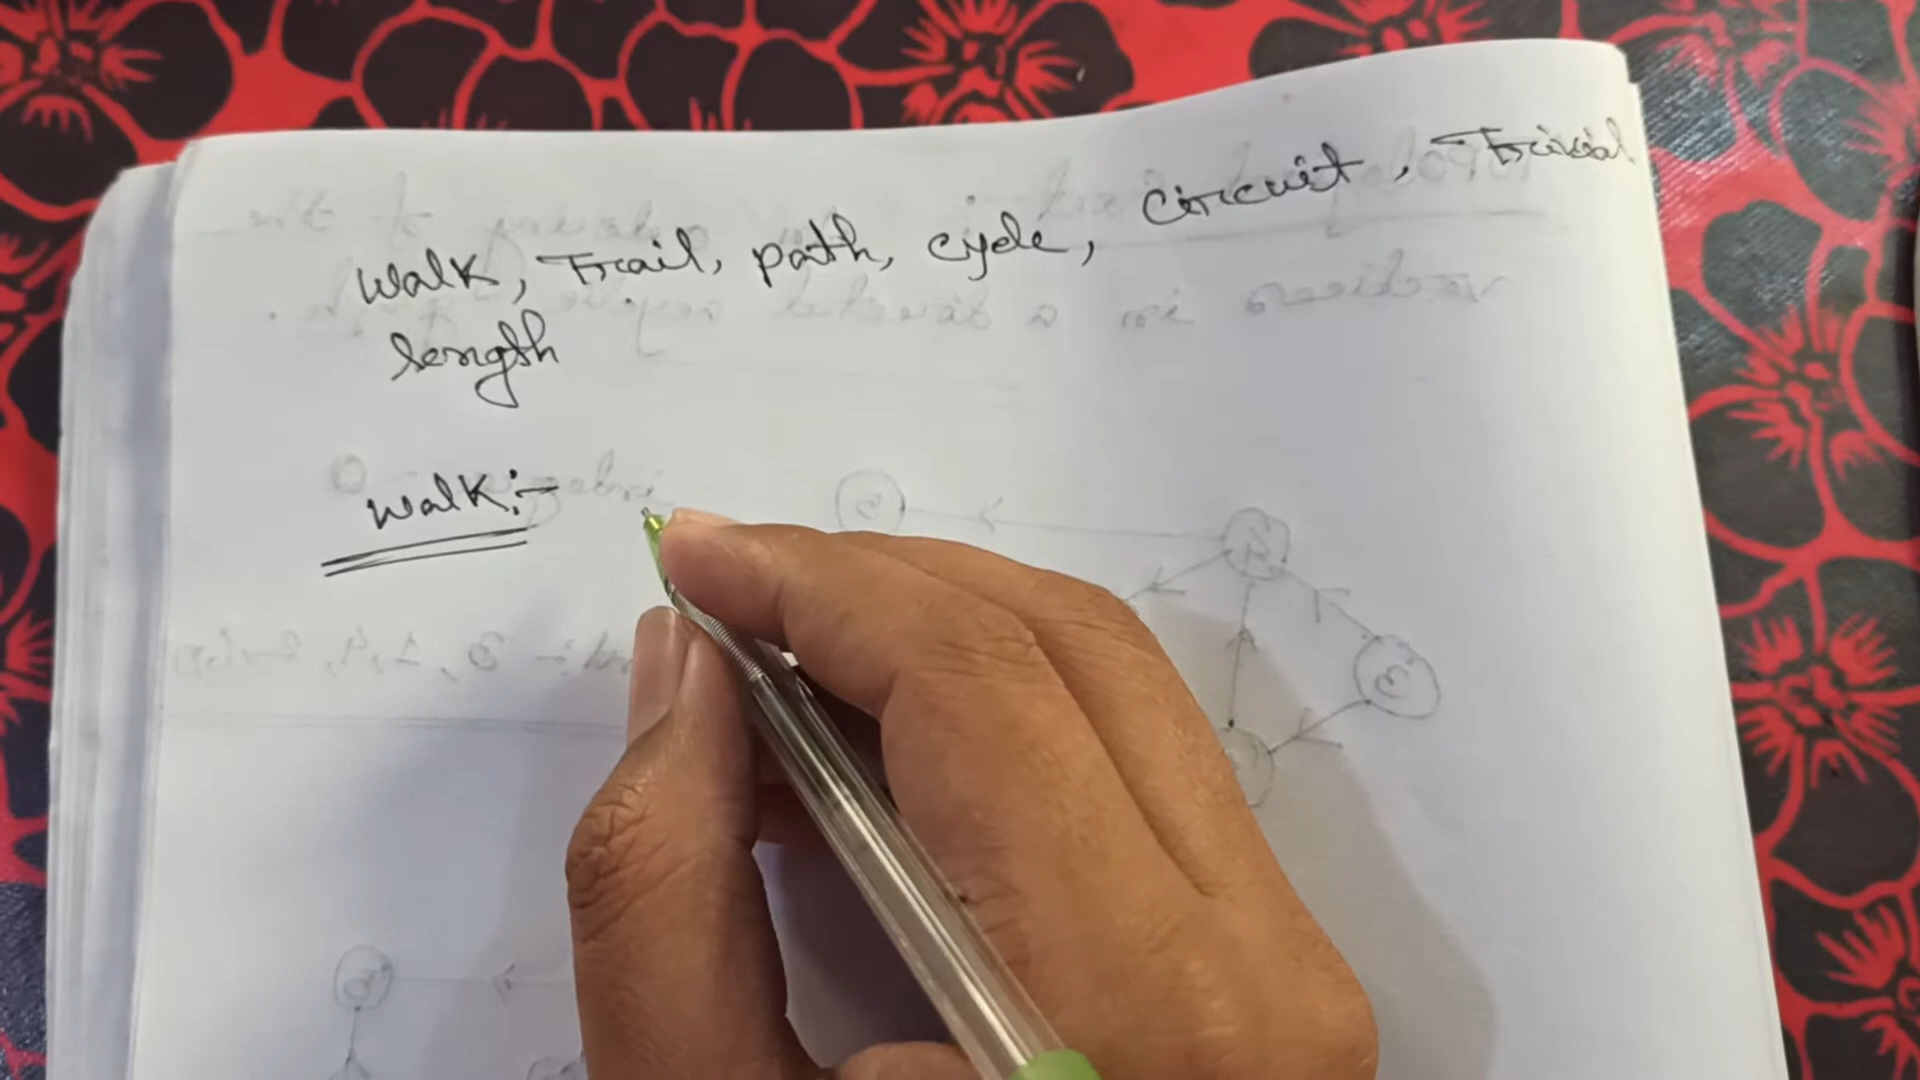 Walk, Trail, path, cycle, circuit, Trivial
length
Walk:-